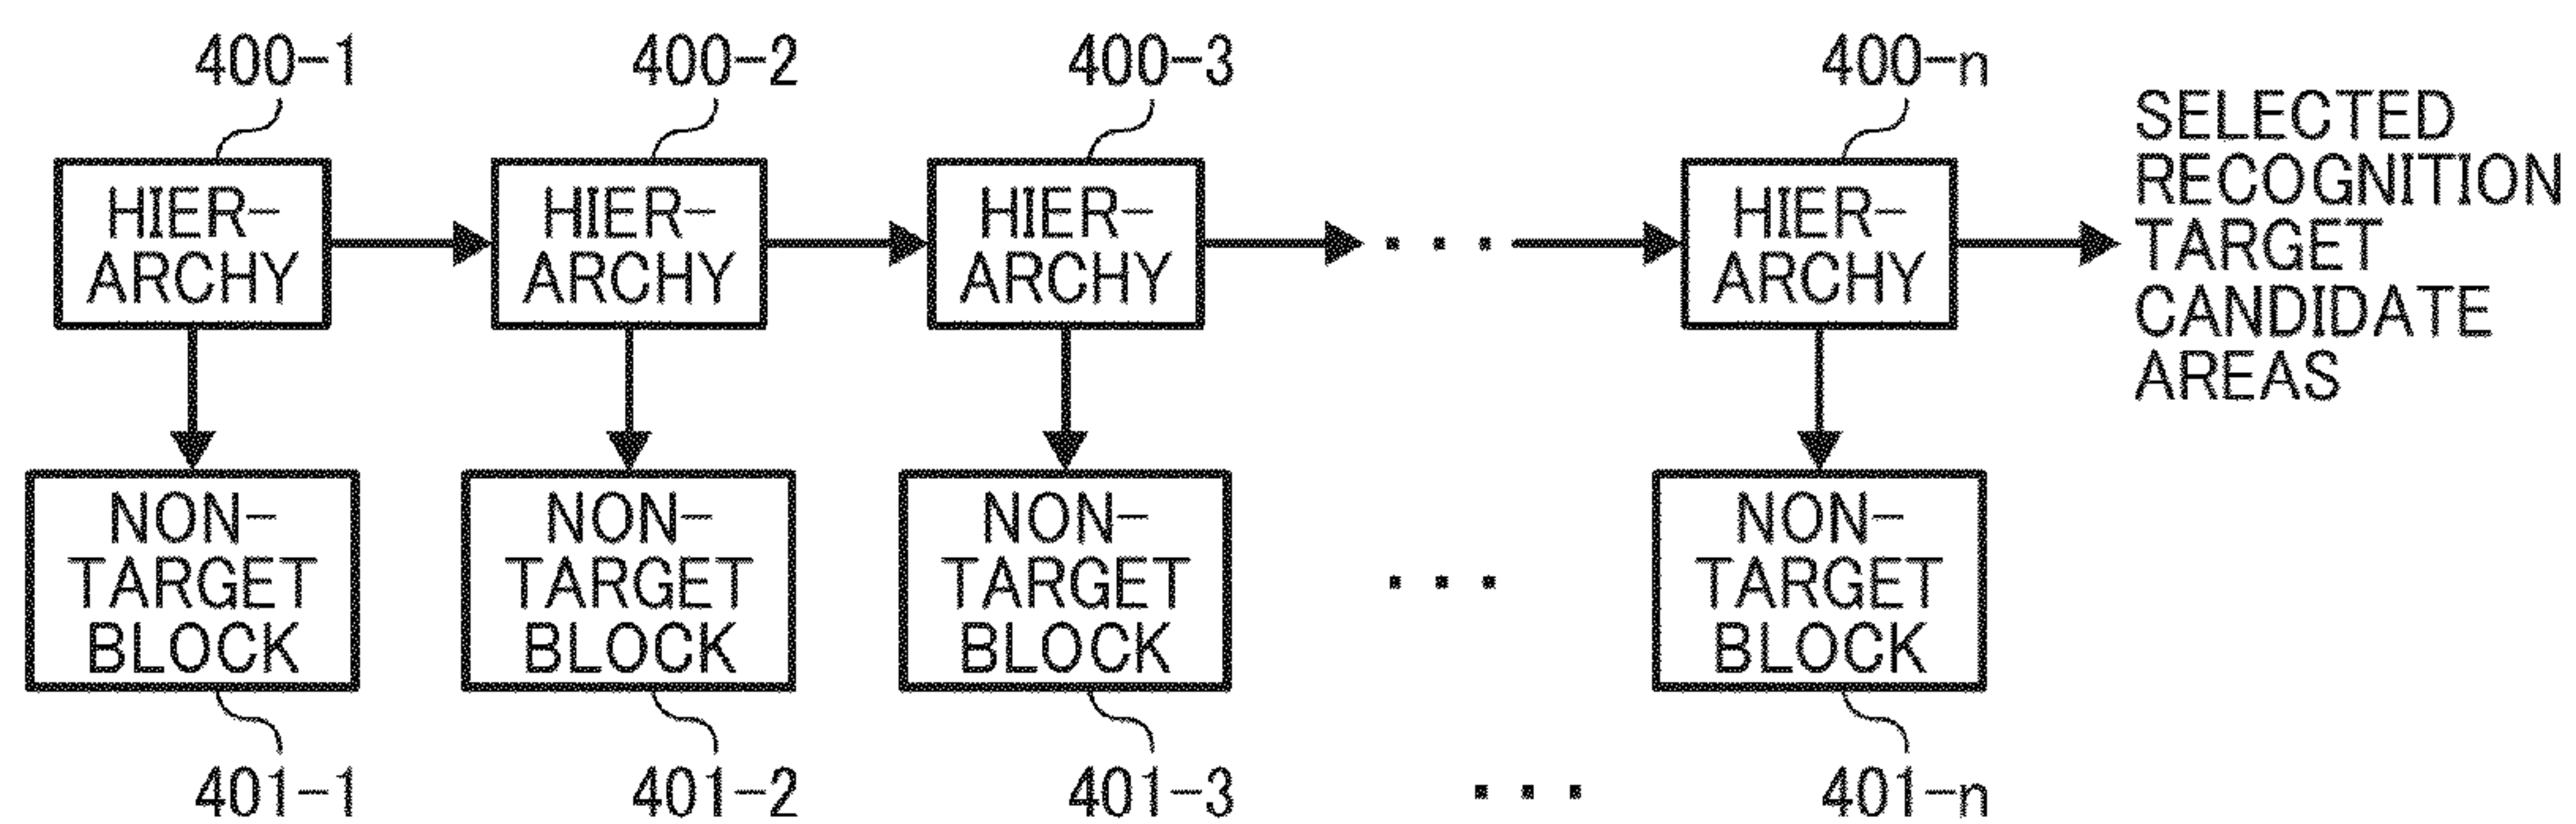 400-1 400-2 400-3 400-n
HIER-
ARCHY
HIER-
ARCHY
HIER-
ARCHY
. . .
HIER-
ARCHY
SELECTED
RECOGNITION
TARGET
CANDIDATE
AREAS
NON-
TARGET
BLOCK
NON-
TARGET
BLOCK
NON-
TARGET
BLOCK
. . .
NON-
TARGET
BLOCK
401-1 401-2 401-3 . . . 401-n